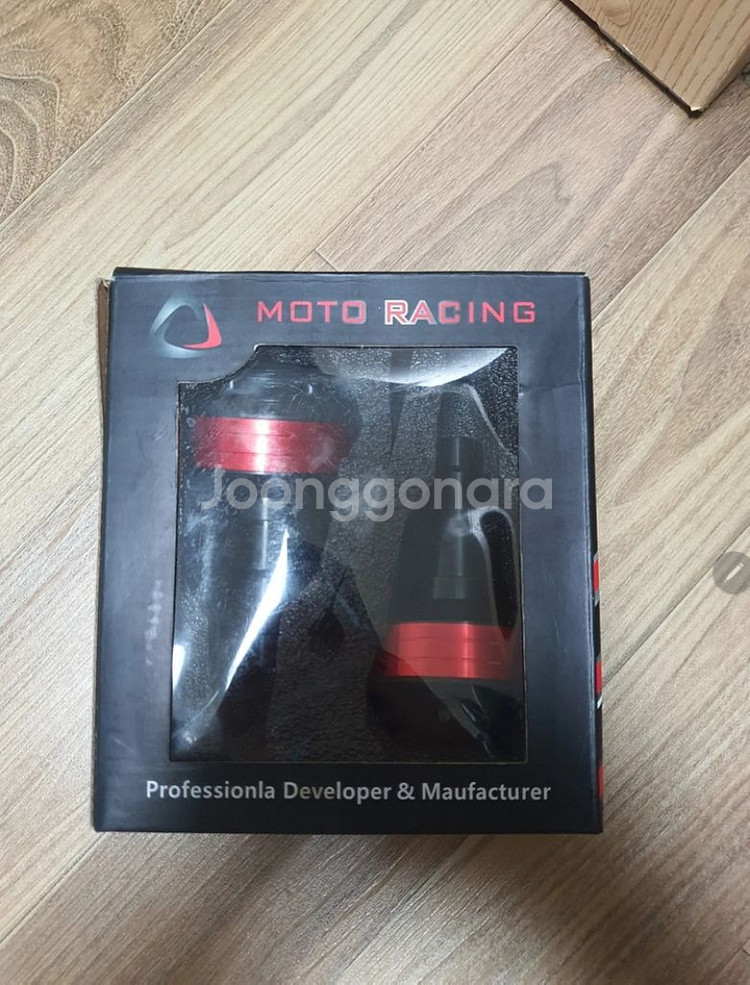 MOTO RACING
Joonggonara
Professionla Developer & Maufacturer